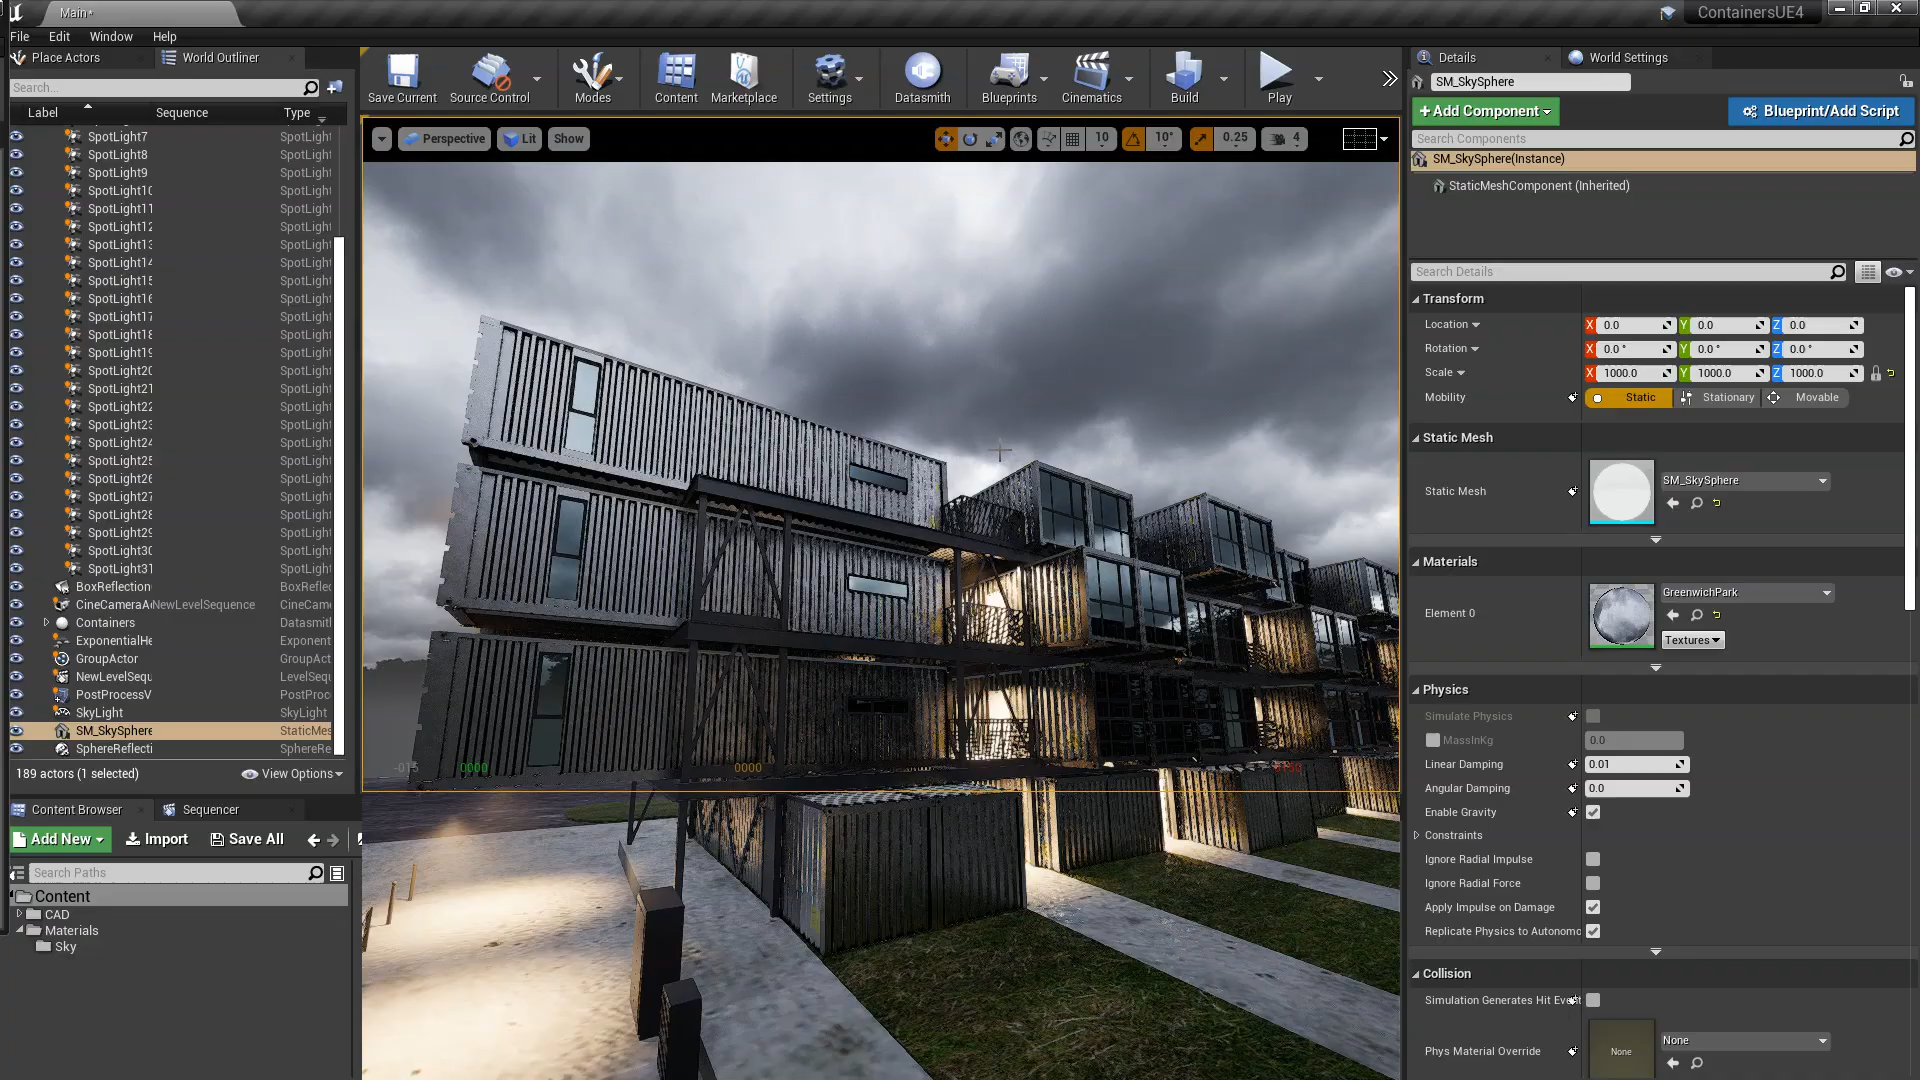 Main*
ContainersUE4
File Edit Window Help
Place Actors
World Outliner
Search...
Label Sequence Type
SpotLight7 SpotLight
SpotLight8 SpotLight
SpotLight9 SpotLight
SpotLight10 SpotLight
SpotLight11 SpotLight
SpotLight12 SpotLight
SpotLight13 SpotLight
SpotLight14 SpotLight
SpotLight15 SpotLight
SpotLight16 SpotLight
SpotLight17 SpotLight
SpotLight18 SpotLight
SpotLight19 SpotLight
SpotLight20 SpotLight
SpotLight21 SpotLight
SpotLight22 SpotLight
SpotLight23 SpotLight
SpotLight24 SpotLight
SpotLight25 SpotLight
SpotLight26 SpotLight
SpotLight27 SpotLight
SpotLight28 SpotLight
SpotLight29 SpotLight
SpotLight30 SpotLight
SpotLight31 SpotLight
BoxReflection BoxReflec
CineCameraA NewLevelSequence CineCame
Containers Datasmith
ExponentialHe Exponent
GroupActor GroupAct
NewLevelSequ LevelSequ
PostProcessV PostProc
SkyLight SkyLight
SM_SkySphere StaticMes
SphereReflecti SphereRe
189 actors (1 selected) View Options
Content Browser
Sequencer
Add New Import Save All
Search Paths
Content
CAD
Materials
Sky
Save Current
Source Control
Modes
Content
Marketplace
Settings
Datasmith
Blueprints
Cinematics
Build
Play
Perspective Lit Show
10 10° 0.25 4
-015 0000 0000
Details
World Settings
SM_SkySphere
+Add Component
Blueprint/Add Script
Search Components
SM_SkySphere(Instance)
StaticMeshComponent (Inherited)
Search Details
Transform
Location X 0.0 Y 0.0 Z 0.0
Rotation X 0.0 ° Y 0.0 ° Z 0.0 °
Scale X 1000.0 Y 1000.0 Z 1000.0
Mobility Static Stationary Movable
Static Mesh
Static Mesh SM_SkySphere
Materials
Element 0 GreenwichPark
Textures
Physics
Simulate Physics
MassInKg 0.0
Linear Damping 0.01
Angular Damping 0.0
Enable Gravity
Constraints
Ignore Radial Impulse
Ignore Radial Force
Apply Impulse on Damage
Replicate Physics to Autonomo
Collision
Simulation Generates Hit Event
Phys Material Override None None